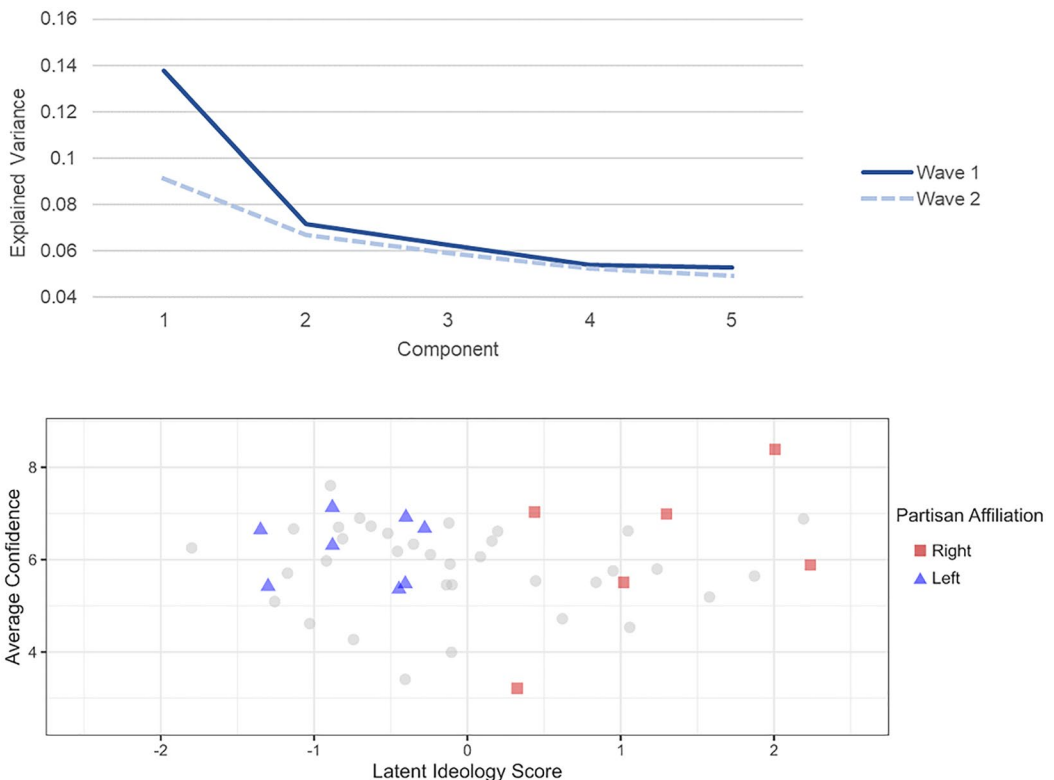 0.16
0.14
0.12
0.1
0.08
0.06
0.04
Explained Variance
1 2 3 4 5
Component
Wave 1
Wave 2
8
6
4
Average Confidence
-2 -1 0 1 2
Latent Ideology Score
Partisan Affiliation
Right
Left